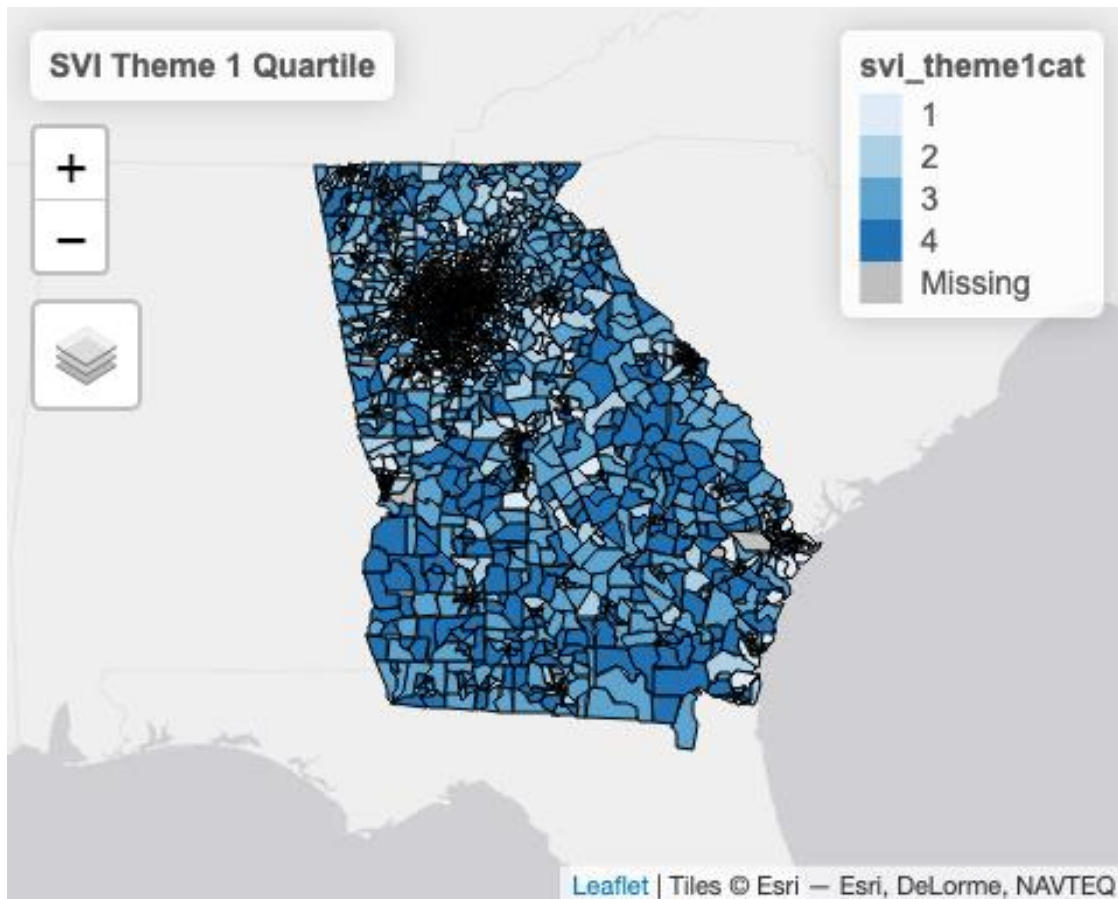 SVI Theme 1 Quartile
+
−
svi_theme1cat
1
2
3
4
Missing
Leaflet | Tiles © Esri — Esri, DeLorme, NAVTEQ